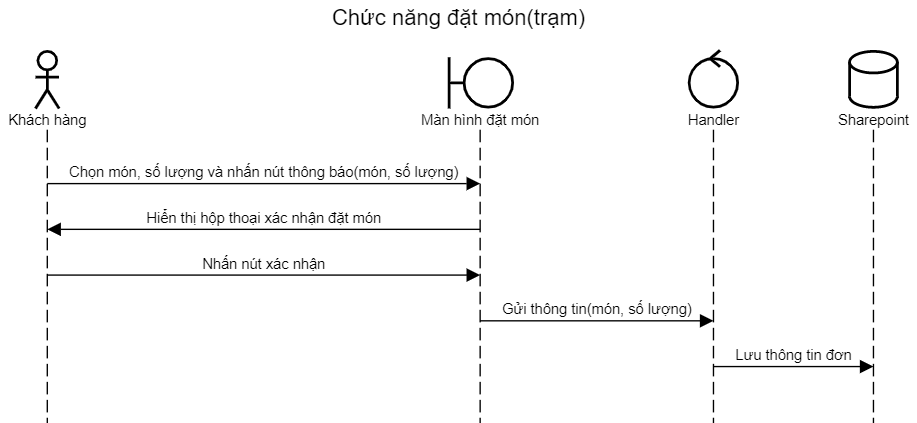 Chức năng đặt món(trạm)
Khách hàng
Màn hình đặt món
Handler
Sharepoint
Chọn món, số lượng và nhấn nút thông báo(món, số lượng)
Hiển thị hộp thoại xác nhận đặt món
Nhấn nút xác nhận
Gửi thông tin(món, số lượng)
Lưu thông tin đơn